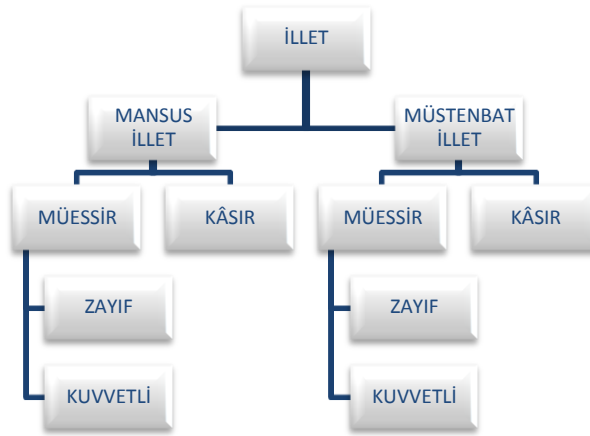 İLLET
MANSUS
İLLET
MÜSTENBAT
İLLET
MÜESSİR
KÂSIR
MÜESSİR
KÂSIR
ZAYIF
ZAYIF
KUVVETLİ
KUVVETLİ